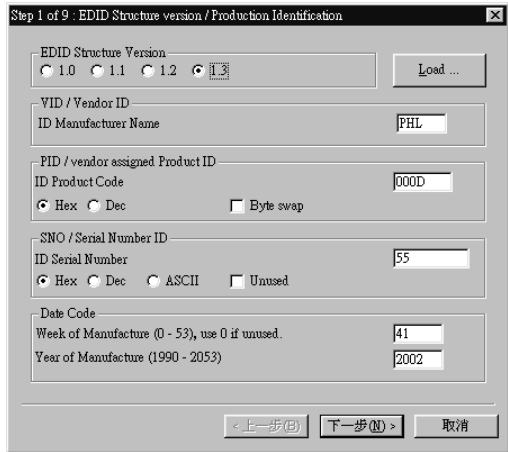 Step 1 of 9 : EDID Structure version / Production Identification
EDID Structure Version
1.0 1.1 1.2 1.3
Load ...
VID / Vendor ID
ID Manufacturer Name PHL
PID / vendor assigned Product ID
ID Product Code 000D
Hex Dec Byte swap
SNO / Serial Number ID
ID Serial Number 55
Hex Dec ASCII Unused
Date Code
Week of Manufacture (0 - 53), use 0 if unused. 41
Year of Manufacture (1990 - 2053) 2002
< 上一步(B) 下一步(N) > 取消